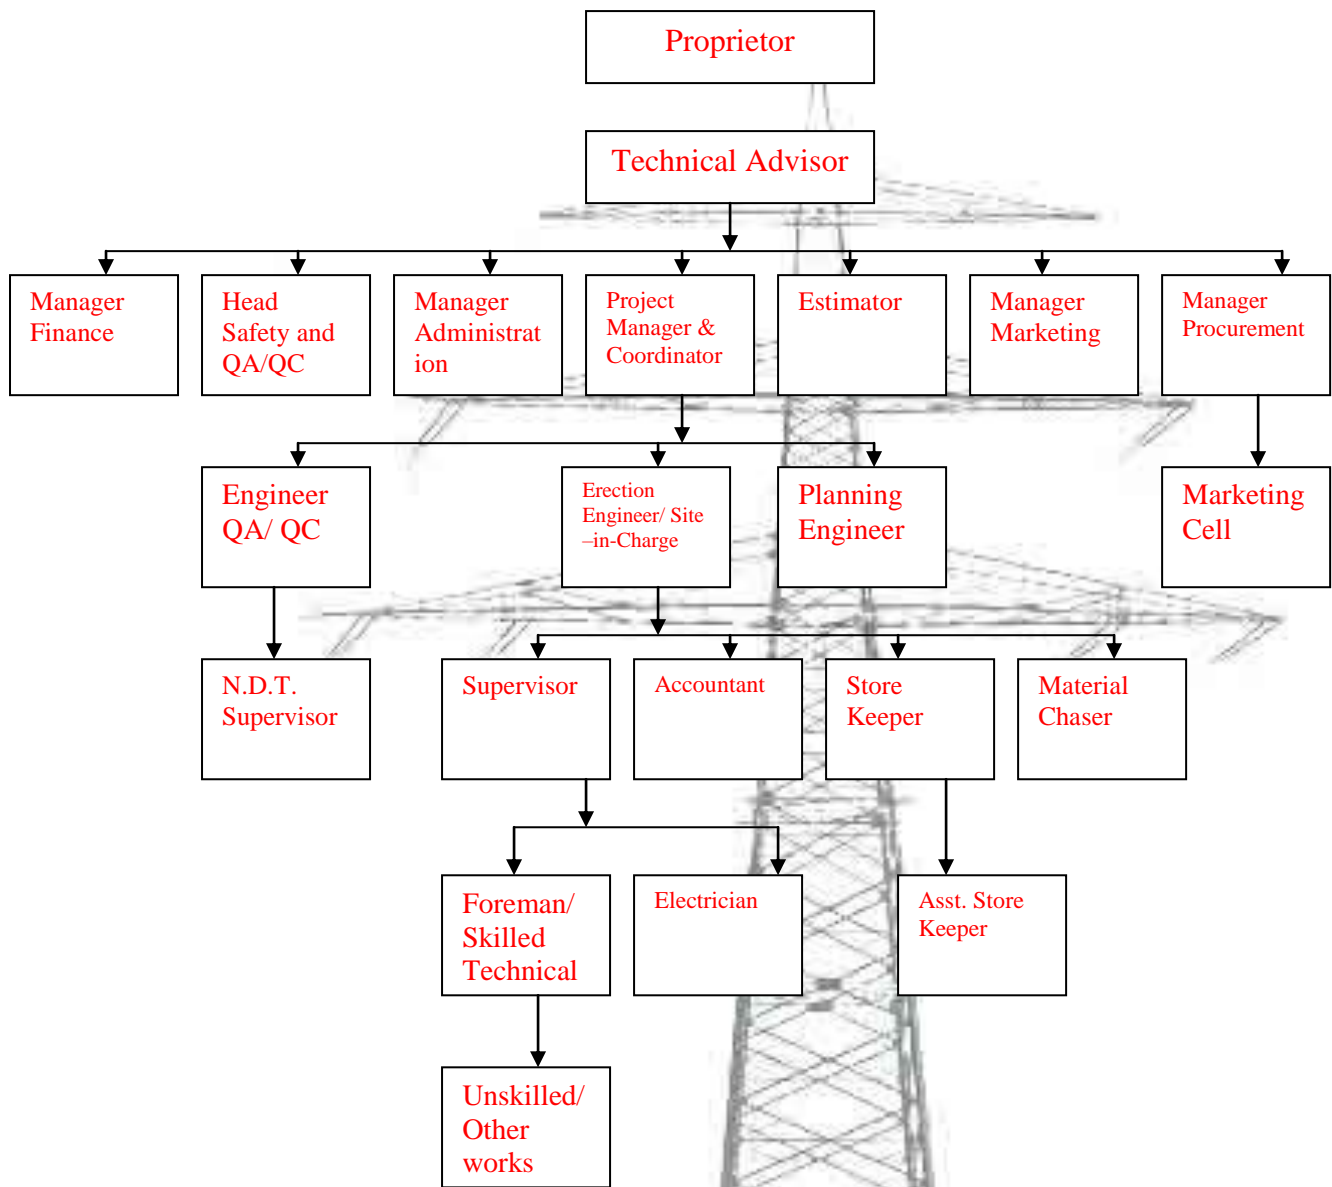 Proprietor
Technical Advisor
Manager
Finance
Head
Safety and
QA/QC
Manager
Administrat
ion
Project
Manager &
Coordinator
Estimator
Manager
Marketing
Manager
Procurement
Engineer
QA/ QC
Erection
Engineer/ Site
–in-Charge
Planning
Engineer
Marketing
Cell
N.D.T.
Supervisor
Supervisor
Accountant
Store
Keeper
Material
Chaser
Foreman/
Skilled
Technical
Electrician
Asst. Store
Keeper
Unskilled/
Other
works